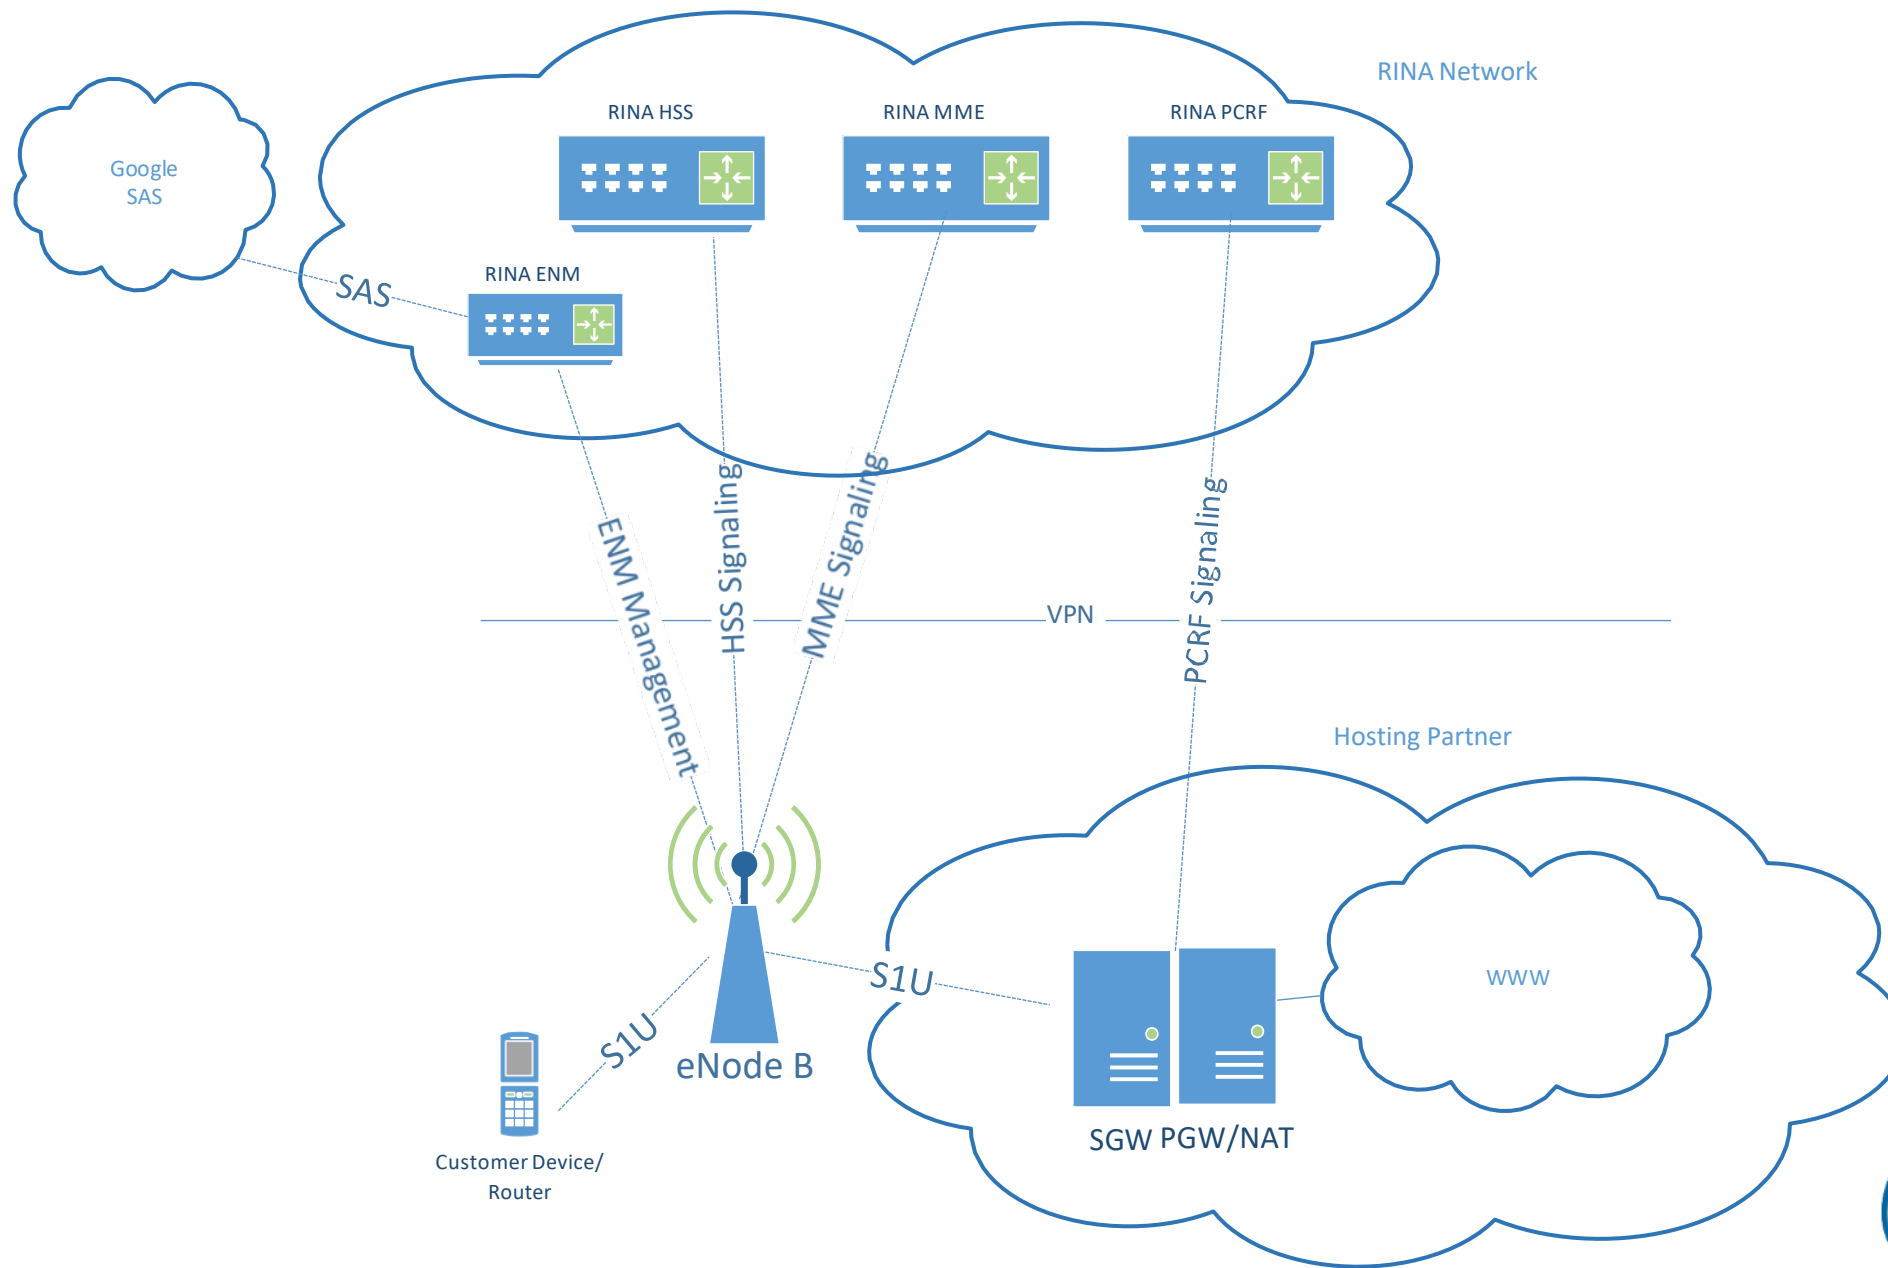 RINA Network
RINA HSS
RINA MME
RINA PCRF
Google
SAS
RINA ENM
SAS
ENM Management
HSS Signaling
MME Signaling
PCRF Signaling
VPN
Hosting Partner
S1U
WWW
S1U
eNode B
SGW
PGW/NAT
Customer Device/
Router